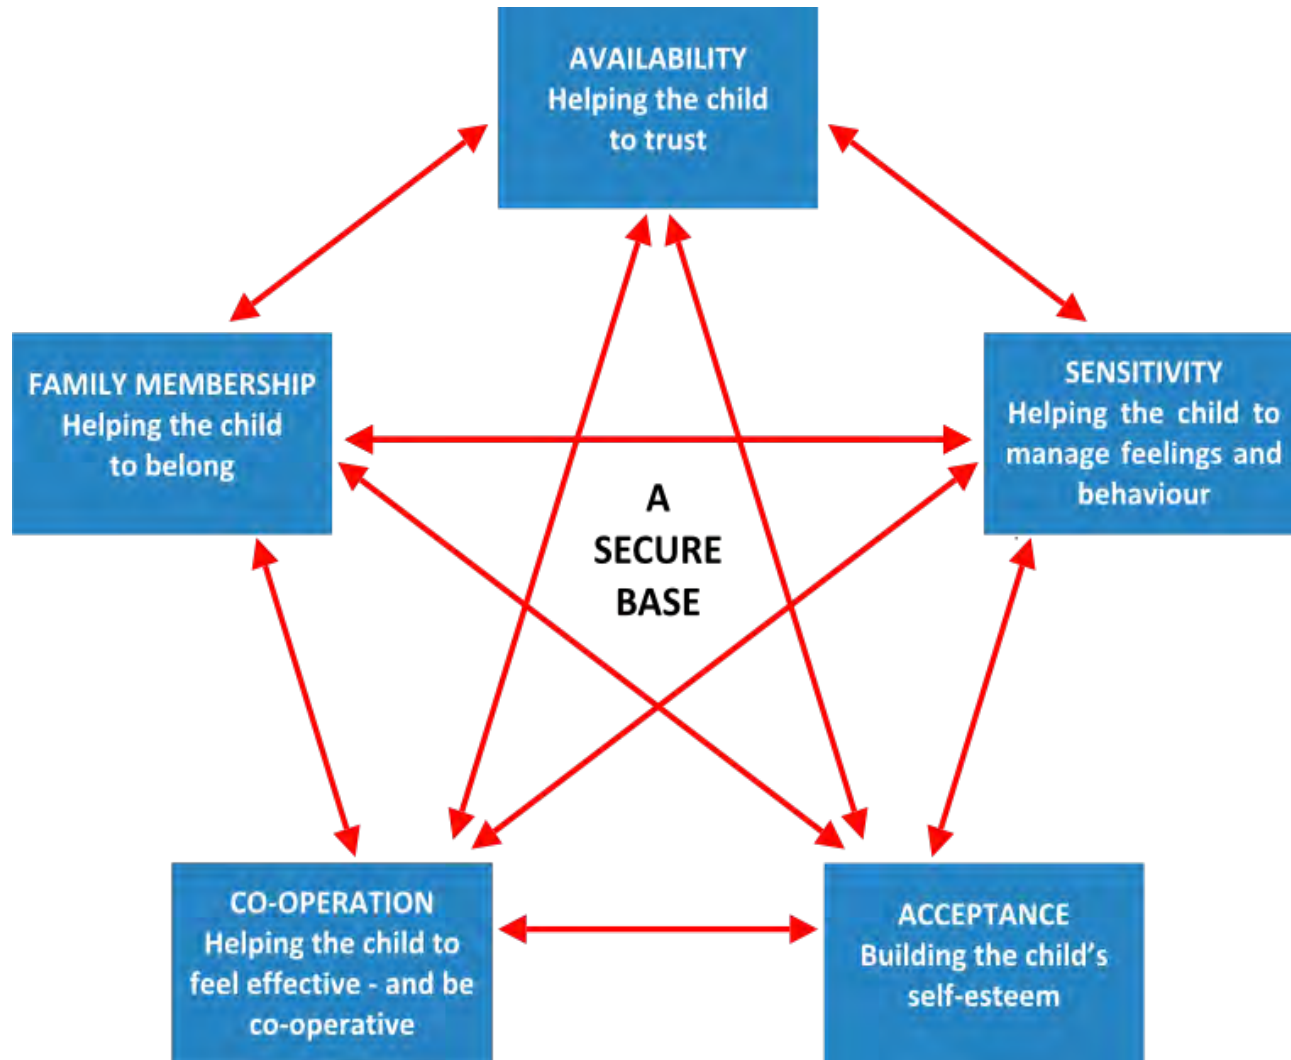 AVAILABILITY
Helping the child
to trust
FAMILY MEMBERSHIP
Helping the child
to belong
SENSITIVITY
Helping the child to
manage feelings and
behaviour
A
SECURE
BASE
CO-OPERATION
Helping the child to
feel effective - and be
co-operative
ACCEPTANCE
Building the child’s
self-esteem